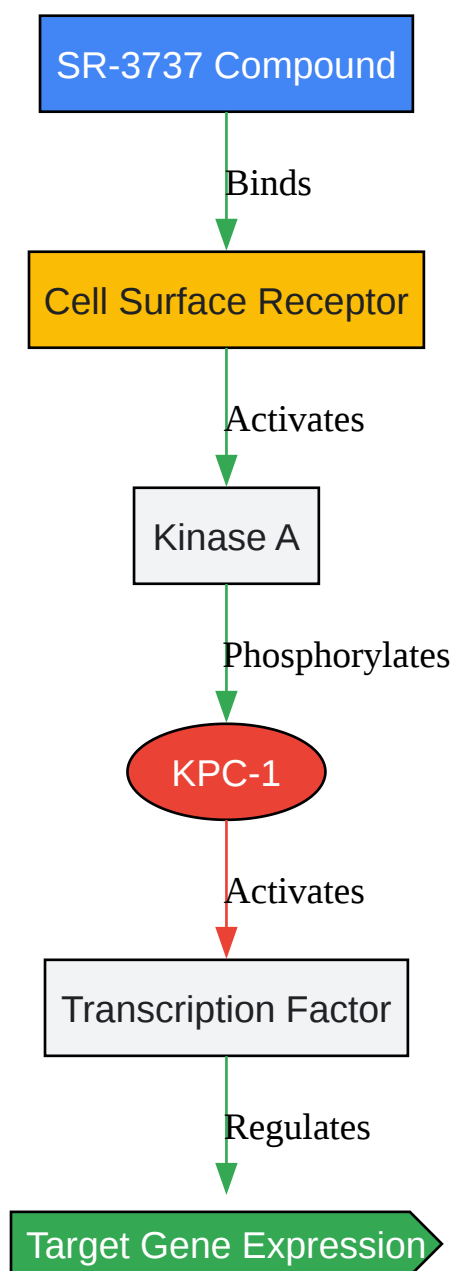 SR-3737 Compound
Binds
Cell Surface Receptor
Activates
Kinase A
Phosphorylates
KPC-1
Activates
Transcription Factor
Regulates
Target Gene Expression